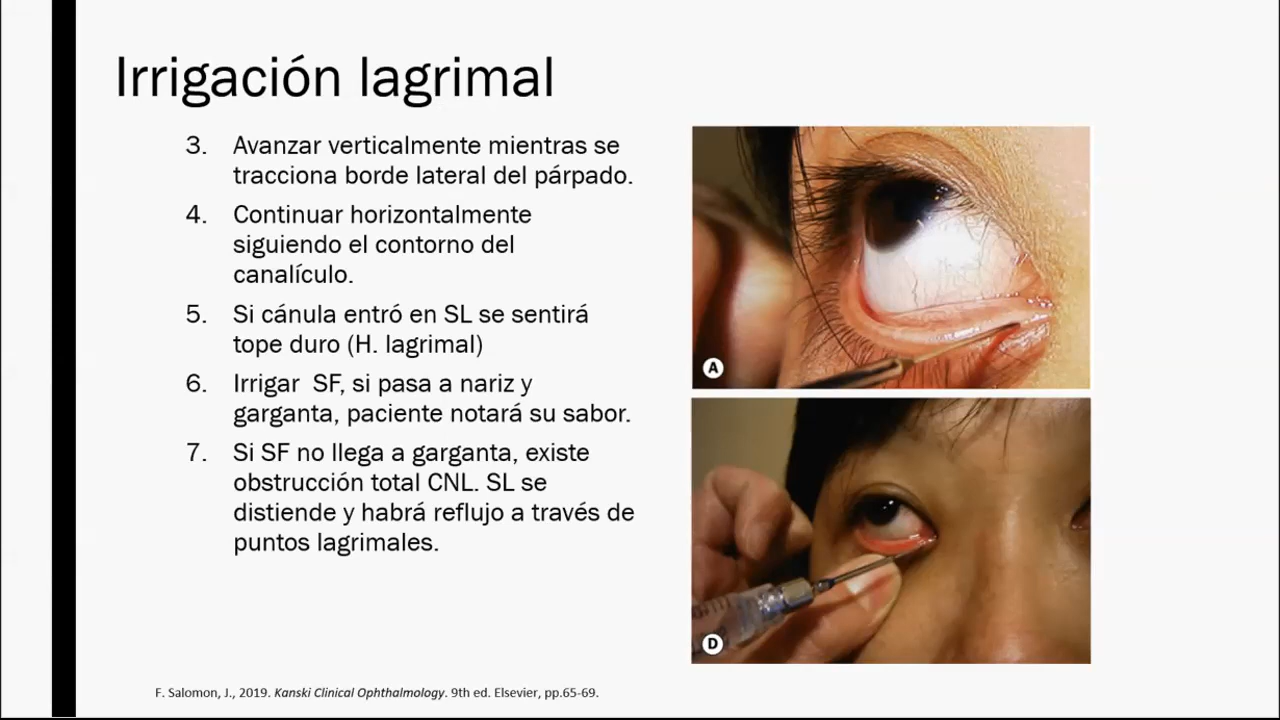 Irrigación lagrimal
3. Avanzar verticalmente mientras se
tracciona borde lateral del párpado.
4. Continuar horizontalmente
siguiendo el contorno del
canalículo.
5. Si cánula entró en SL se sentirá
tope duro (H. lagrimal)
6. Irrigar  SF, si pasa a nariz y
garganta, paciente notará su sabor.
7. Si SF no llega a garganta, existe
obstrucción total CNL. SL se
distiende y habrá reflujo a través de
puntos lagrimales.
A
D
F. Salomon, J., 2019. Kanski Clinical Ophthalmology. 9th ed. Elsevier, pp.65-69.